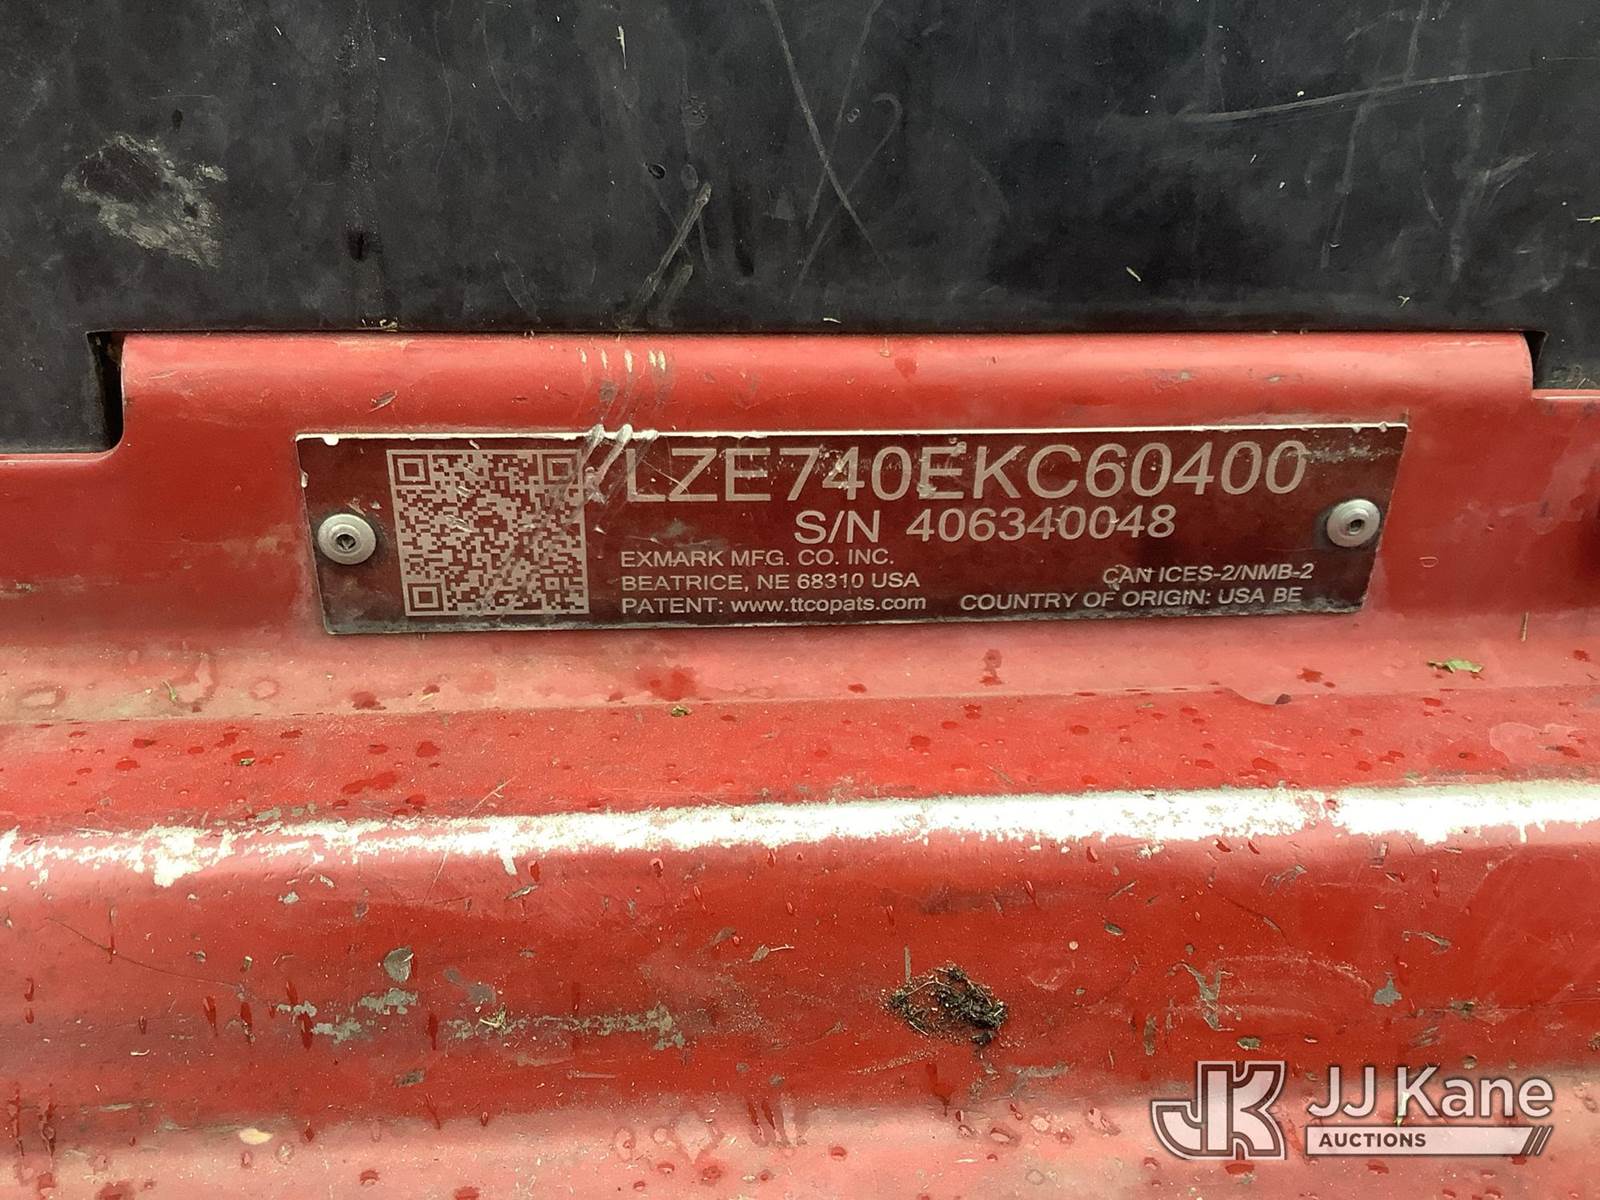 LZE740EKC60400
S/N 406340048
EXMARK MFG. CO. INC.
BEATRICE, NE 68310 USA
CAN ICES-2/NMB-2
PATENT: www.ttcopats.com
COUNTRY OF ORIGIN: USA BE
JK JJ Kane
AUCTIONS